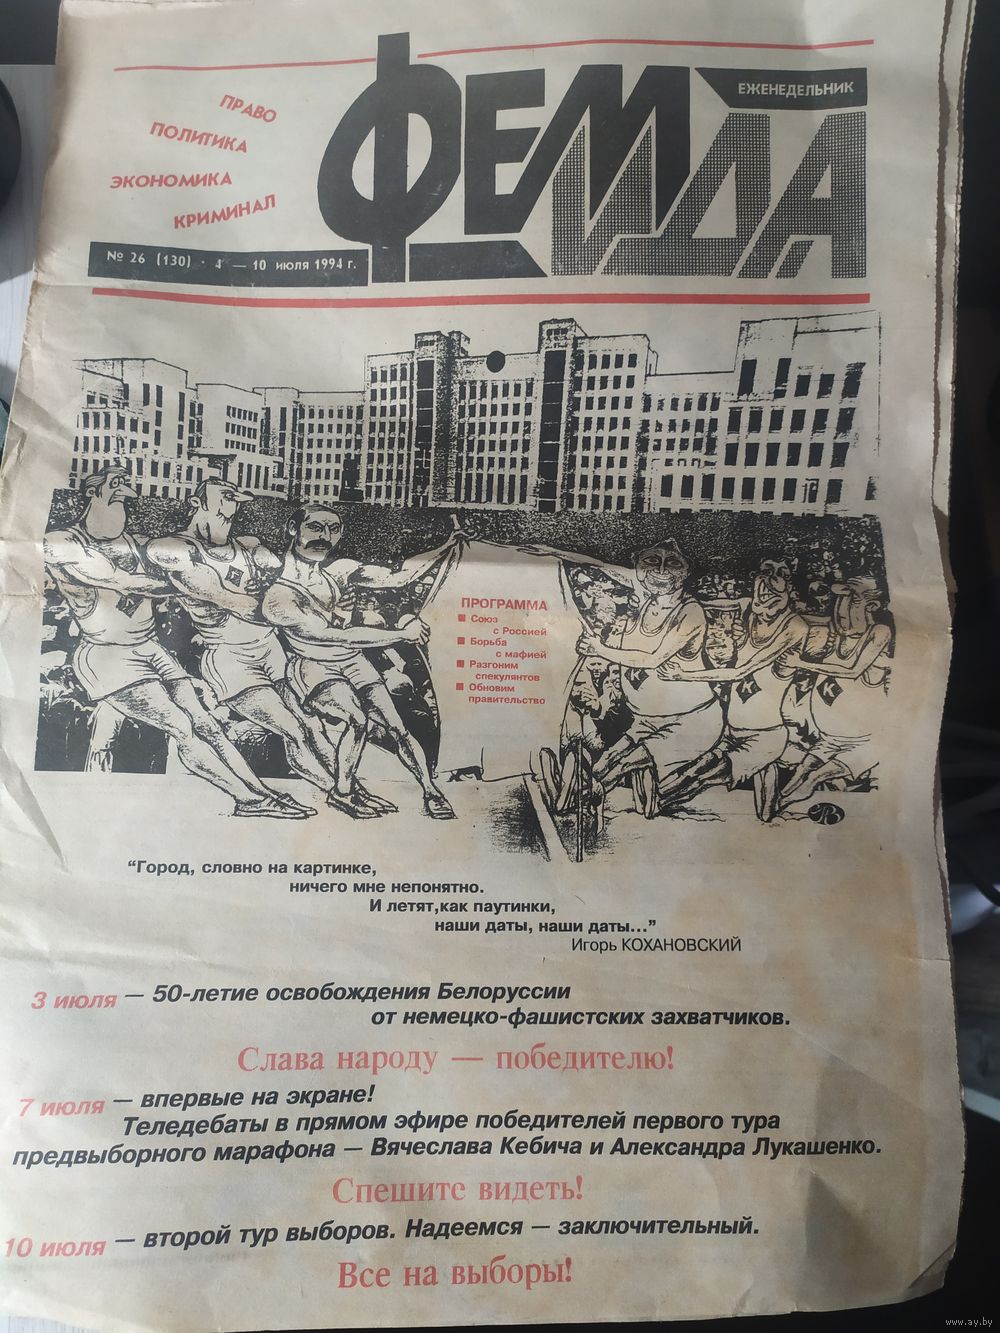 ПРАВО
ПОЛИТИКА
ЭКОНОМИКА
КРИМИНАЛ
ФЕМИДА
ЕЖЕНЕДЕЛЬНИК
№ 26 (130) · 4 — 10 июля 1994 г.
ПРОГРАММА
Союз
с Россией
Борьба
с мафией
Разгоним
спекулянтов
Обновим
правительство
К
К
К
“Город, словно на картинке,
ничего мне непонятно.
И летят,как паутинки,
наши даты, наши даты...”
Игорь КОХАНОВСКИЙ
3 июля — 50-летие освобождения Белоруссии
от немецко-фашистских захватчиков.
Слава народу — победителю!
7 июля — впервые на экране!
Теледебаты в прямом эфире победителей первого тура
предвыборного марафона — Вячеслава Кебича и Александра Лукашенко.
Спешите видеть!
10 июля — второй тур выборов. Надеемся — заключительный.
Все на выборы!
www.ay.by